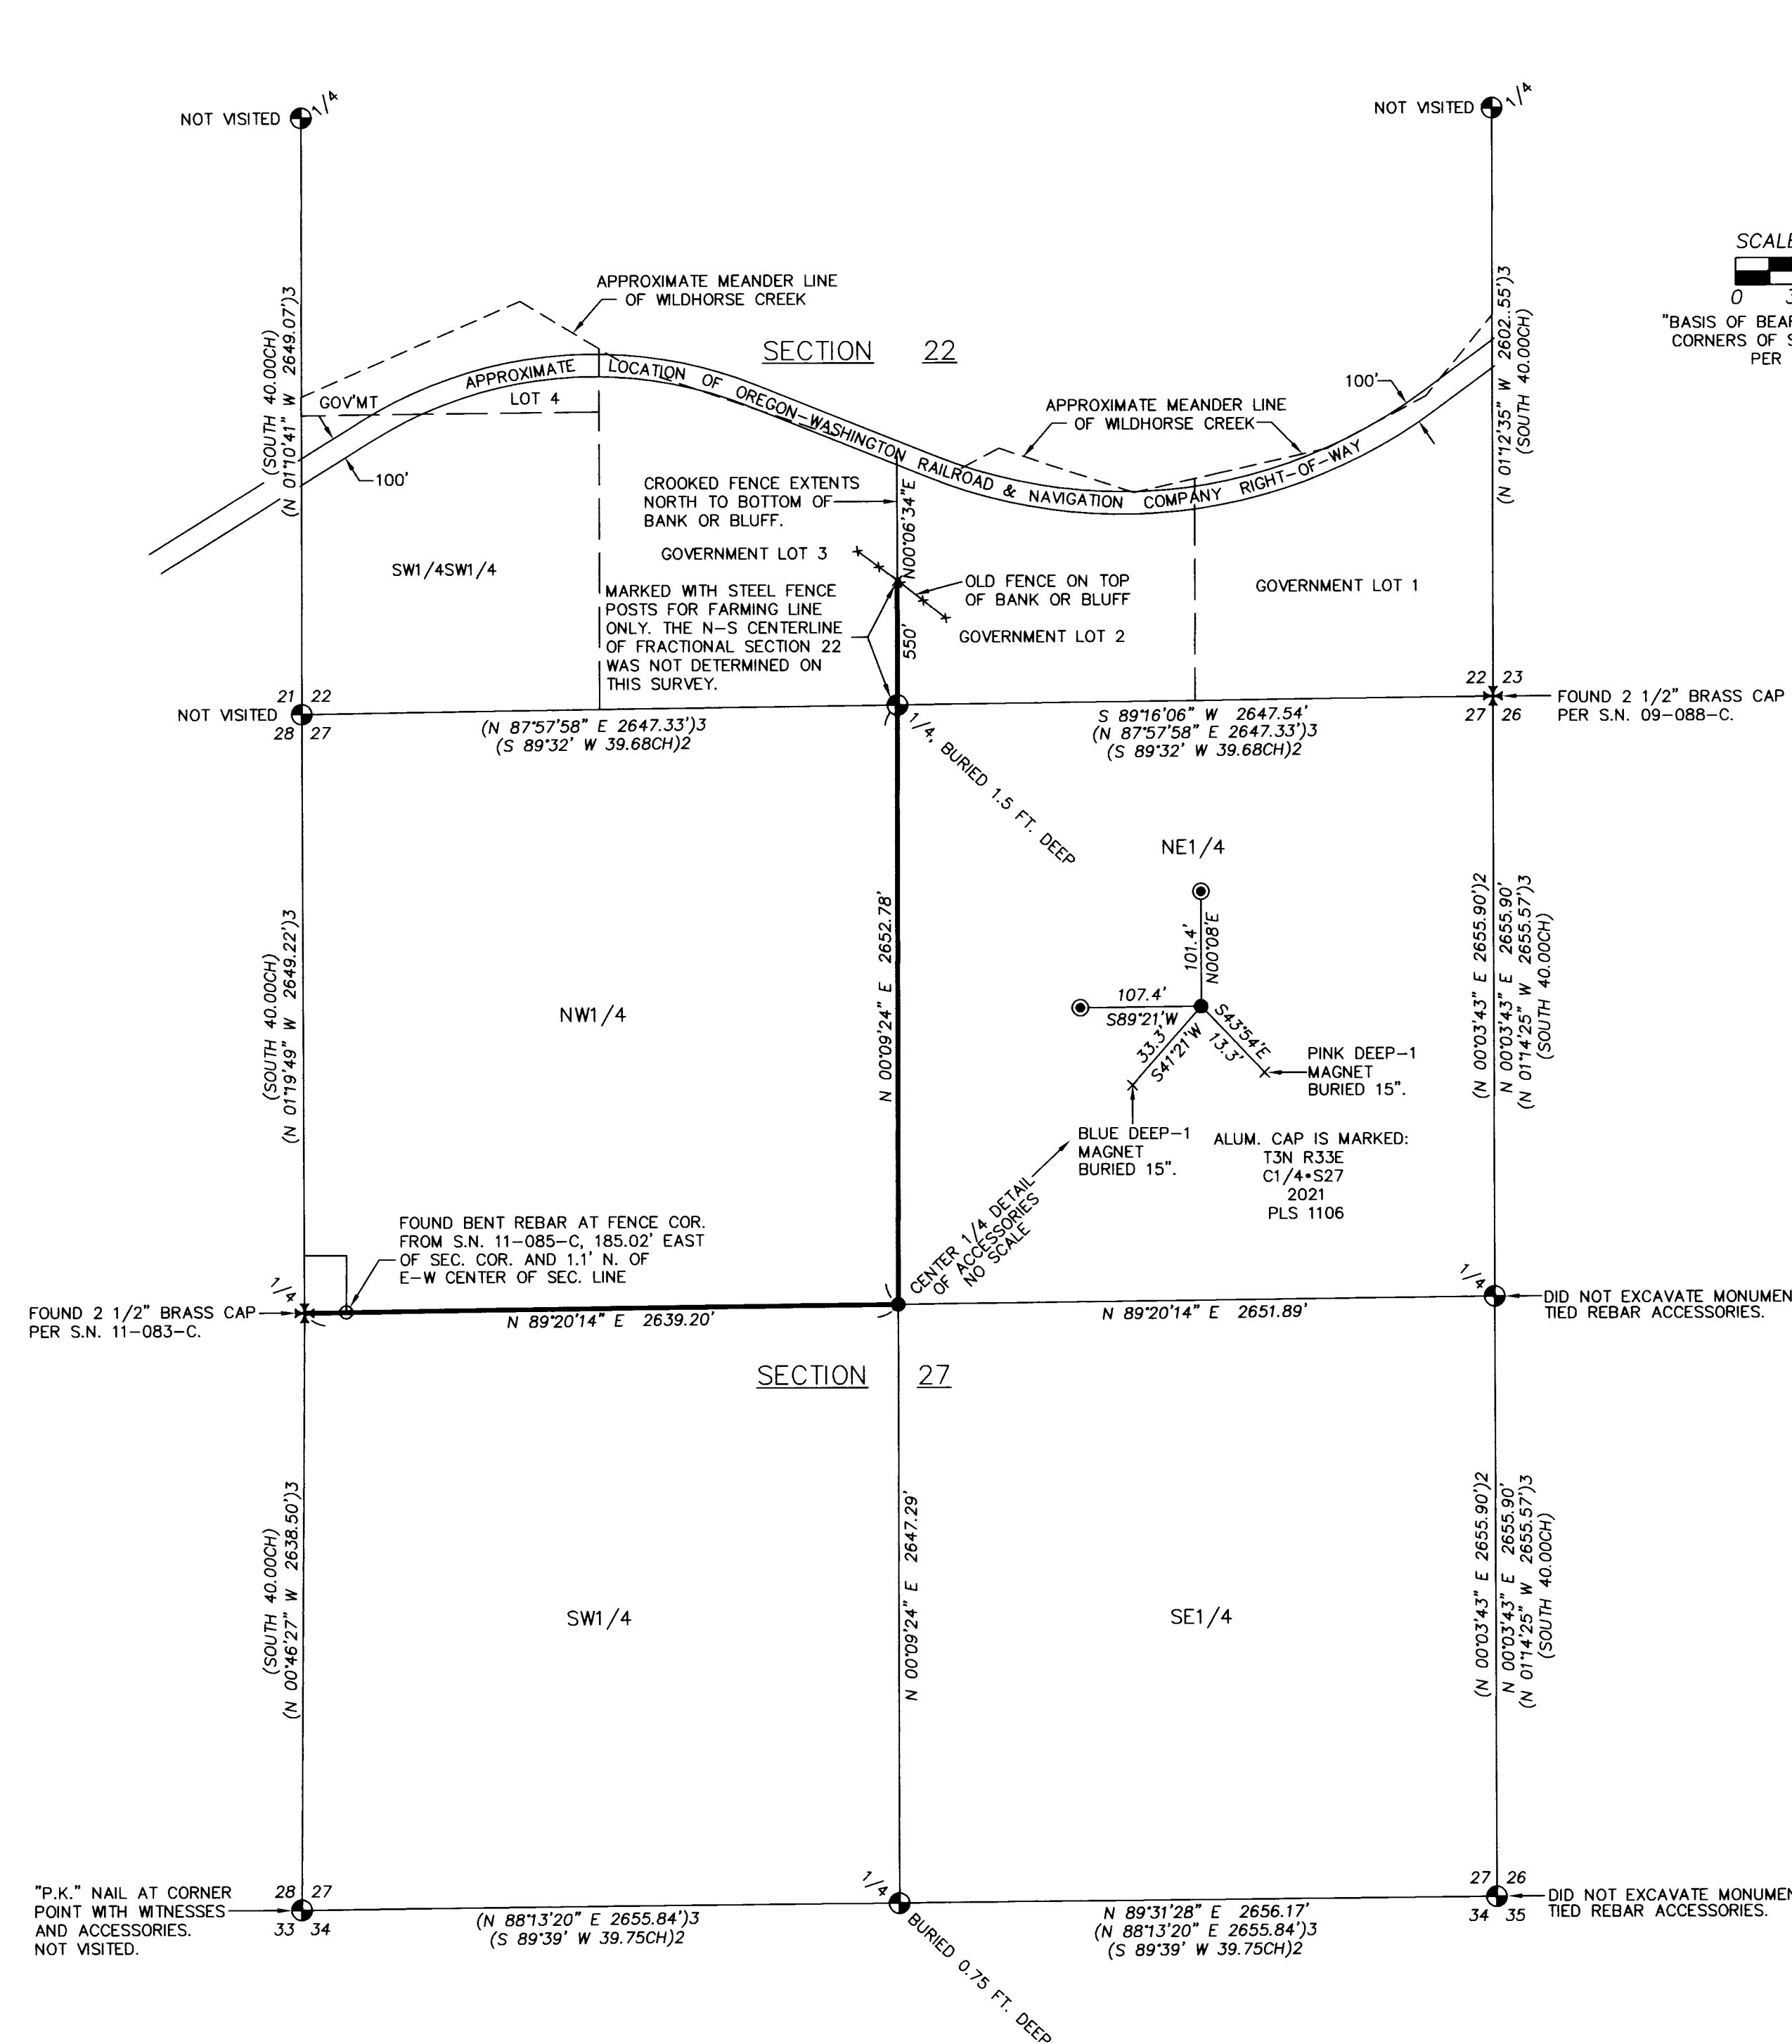 NOT VISITED
1/4
NOT VISITED
1/4
SCALE
0
"BASIS OF BEAR
CORNERS OF S
PER
APPROXIMATE MEANDER LINE
OF WILDHORSE CREEK
SECTION 22
(SOUTH 40.00CH)
(N 01°10'41" W 2649.07')3
(N 01°12'35" W 2602..55')3
(SOUTH 40.00CH)
GOV'MT
LOT 4
APPROXIMATE LOCATION OF OREGON-WASHINGTON RAILROAD & NAVIGATION COMPANY RIGHT-OF-WAY
100'
100'
APPROXIMATE MEANDER LINE
OF WILDHORSE CREEK
CROOKED FENCE EXTENTS
NORTH TO BOTTOM OF
BANK OR BLUFF.
N00°06'34"E
550'
GOVERNMENT LOT 3
SW1/4SW1/4
MARKED WITH STEEL FENCE
POSTS FOR FARMING LINE
ONLY. THE N-S CENTERLINE
OF FRACTIONAL SECTION 22
WAS NOT DETERMINED ON
THIS SURVEY.
OLD FENCE ON TOP
OF BANK OR BLUFF
GOVERNMENT LOT 2
GOVERNMENT LOT 1
21 22
NOT VISITED
28 27
22 23
27 26
FOUND 2 1/2" BRASS CAP
PER S.N. 09-088-C.
(N 87°57'58" E 2647.33')3
(S 89°32' W 39.68CH)2
S 89°16'06" W 2647.54'
(N 87°57'58" E 2647.33')3
(S 89°32' W 39.68CH)2
1/4, BURIED 1.5 FT. DEEP
NE1/4
NW1/4
(SOUTH 40.00CH)
(N 01°19'49" W 2649.22')3
N 00°09'24" E 2652.78'
101.4'
N00°08'E
107.4'
S89°21'W
33.3'
S41°21'W
S43°54'E
13.3'
PINK DEEP-1
MAGNET
BURIED 15".
BLUE DEEP-1
MAGNET
BURIED 15".
ALUM. CAP IS MARKED:
T3N R33E
C1/4•S27
2021
PLS 1106
(N 00°03'43" E 2655.90')2
N 00°03'43" E 2655.90'
(N 01°14'25" W 2655.57')3
(SOUTH 40.00CH)
CENTER 1/4 DETAIL
OF ACCESSORIES
NO SCALE
FOUND BENT REBAR AT FENCE COR.
FROM S.N. 11-085-C, 185.02' EAST
OF SEC. COR. AND 1.1' N. OF
E-W CENTER OF SEC. LINE
1/4
FOUND 2 1/2" BRASS CAP
PER S.N. 11-083-C.
N 89°20'14" E 2639.20'
N 89°20'14" E 2651.89'
1/4
DID NOT EXCAVATE MONUMEN
TIED REBAR ACCESSORIES.
SECTION 27
(SOUTH 40.00CH)
(N 00°46'27" W 2638.50')3
N 00°09'24" E 2647.29'
SW1/4
SE1/4
(N 00°03'43" E 2655.90')2
N 00°03'43" E 2655.90'
(N 01°14'25" W 2655.57')3
(SOUTH 40.00CH)
"P.K." NAIL AT CORNER
POINT WITH WITNESSES
AND ACCESSORIES.
NOT VISITED.
28 27
33 34
(N 88°13'20" E 2655.84')3
(S 89°39' W 39.75CH)2
1/4
BURIED 0.75 FT. DEEP
N 89°31'28" E 2656.17'
(N 88°13'20" E 2655.84')3
(S 89°39' W 39.75CH)2
27 26
34 35
DID NOT EXCAVATE MONUMEN
TIED REBAR ACCESSORIES.